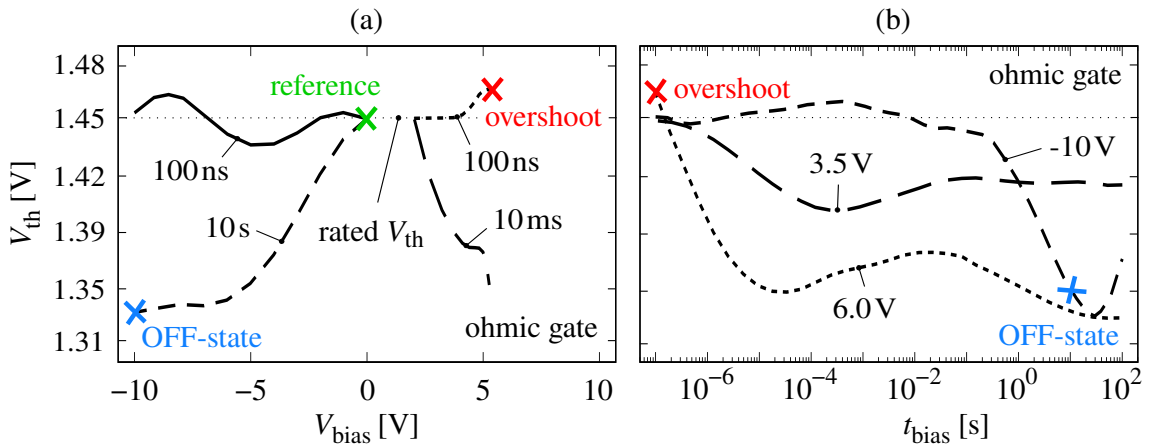 (a)
(b)
1.48
1.45
1.42
1.39
1.35
1.31
V_th [V]
reference
overshoot
100 ns
100 ns
10 s
rated V_th
10 ms
OFF-state
ohmic gate
−10
−5
0
5
10
V_bias [V]
overshoot
ohmic gate
3.5 V
-10 V
6.0 V
OFF-state
10^−6
10^−4
10^−2
10^0
10^2
t_bias [s]